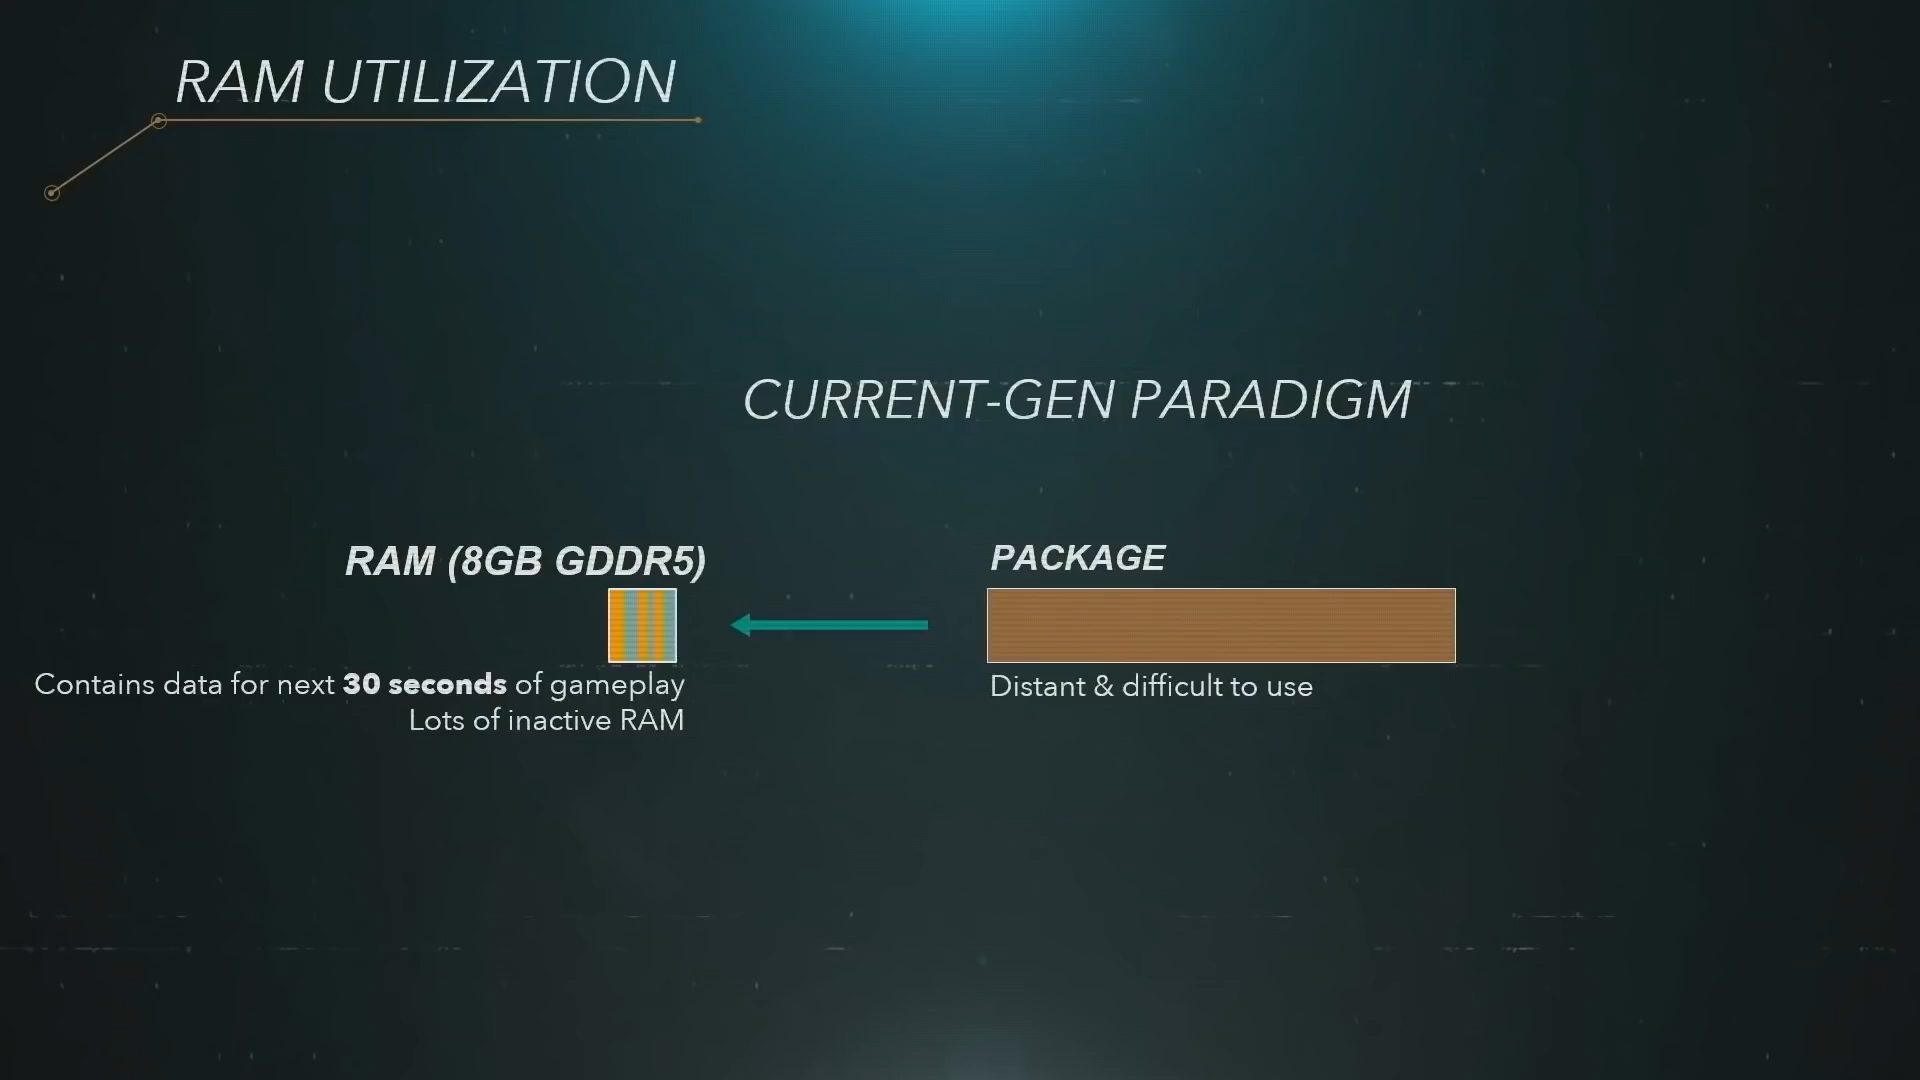 RAM UTILIZATION
CURRENT-GEN PARADIGM
RAM (8GB GDDR5)
Contains data for next 30 seconds of gameplay
Lots of inactive RAM
PACKAGE
Distant & difficult to use